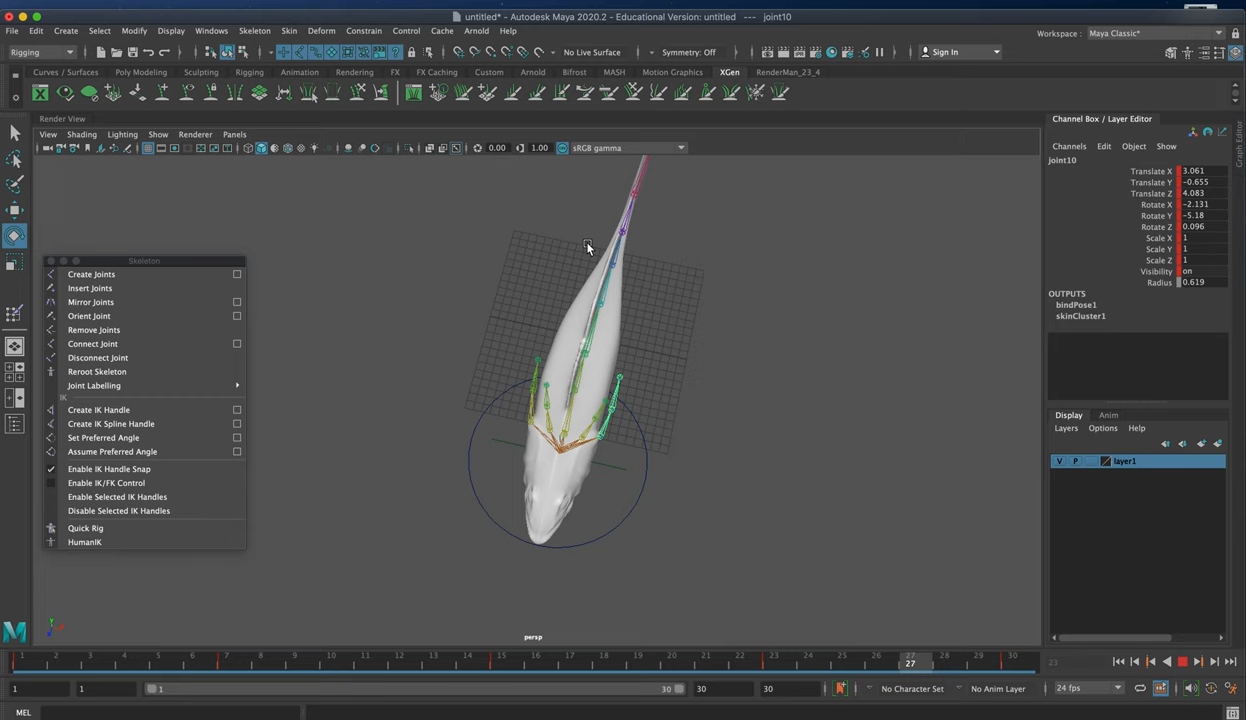 untitled* - Autodesk Maya 2020.2 - Educational Version: untitled --- joint10
File Edit Create Select Modify Display Windows Skeleton Skin Deform Constrain Control Cache Arnold Help
Workspace: Maya Classic*
Rigging No Live Surface Symmetry: Off Sign In
Curves / Surfaces Poly Modeling Sculpting Rigging Animation Rendering FX FX Caching Custom Arnold Bifrost MASH Motion Graphics XGen RenderMan_23_4
Render View
View Shading Lighting Show Renderer Panels
0.00 1.00 sRGB gamma
Skeleton
Create Joints
Insert Joints
Mirror Joints
Orient Joint
Remove Joints
Connect Joint
Disconnect Joint
Reroot Skeleton
Joint Labelling
IK
Create IK Handle
Create IK Spline Handle
Set Preferred Angle
Assume Preferred Angle
Enable IK Handle Snap
Enable IK/FK Control
Enable Selected IK Handles
Disable Selected IK Handles
Quick Rig
HumanIK
persp
Channel Box / Layer Editor
Channels Edit Object Show
joint10
Translate X 3.061
Translate Y -0.655
Translate Z 4.083
Rotate X -2.131
Rotate Y -5.18
Rotate Z 0.096
Scale X 1
Scale Y 1
Scale Z 1
Visibility on
Radius 0.619
OUTPUTS
bindPose1
skinCluster1
Display Anim
Layers Options Help
V P layer1
Channel Box / Layer Editor
Graph Editor
1 2 3 4 5 6 7 8 9 10 11 12 13 14 15 16 17 18 19 20 21 22 23 24 25 26 27 28 29 30
27
23
1 1 1 30 30 30 No Character Set No Anim Layer 24 fps
MEL